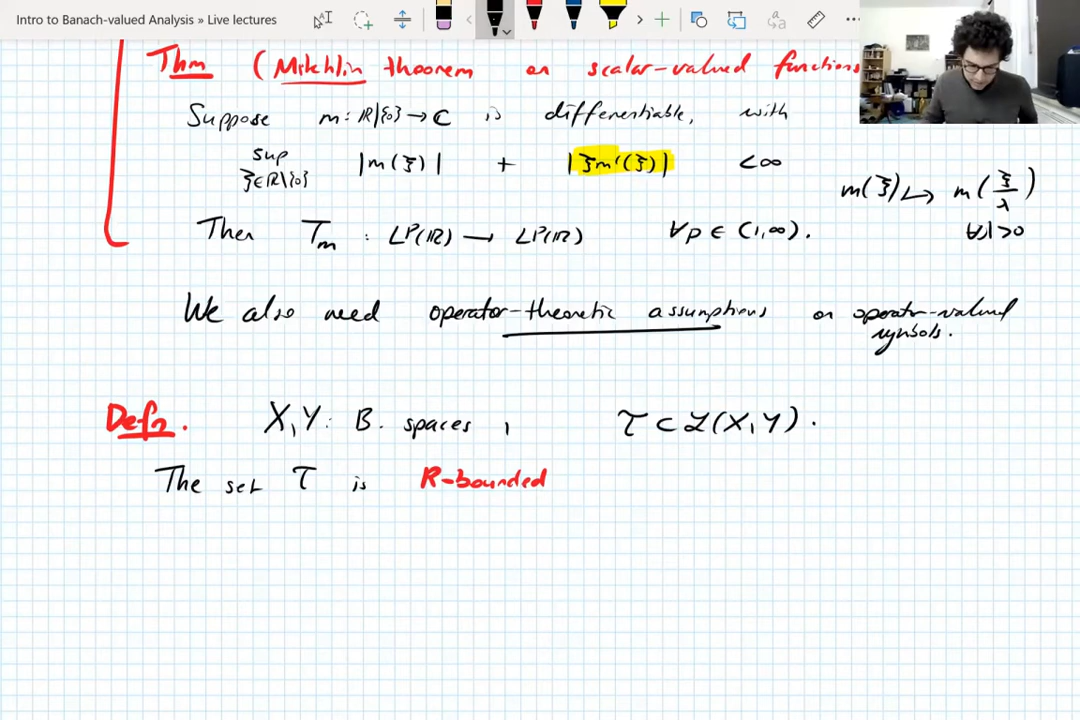 Intro to Banach-valued Analysis » Live lectures
Thm (Mikhlin theorem on scalar-valued functions
Suppose m: ℝ\{0} → ℂ is differentiable, with
sup ξ∈ℝ\{0} |m(ξ)| + |ξm'(ξ)| < ∞
m(ξ) ↦ m(ξ/λ)
∀λ>0
Then T_m : L^p(ℝ) → L^p(ℝ) ∀p ∈ (1,∞).
We also need operator-theoretic assumptions on operator-valued
symbols.
Defn. X,Y: B. spaces, 𝒯 ⊂ ℒ(X,Y).
The set 𝒯 is R-bounded